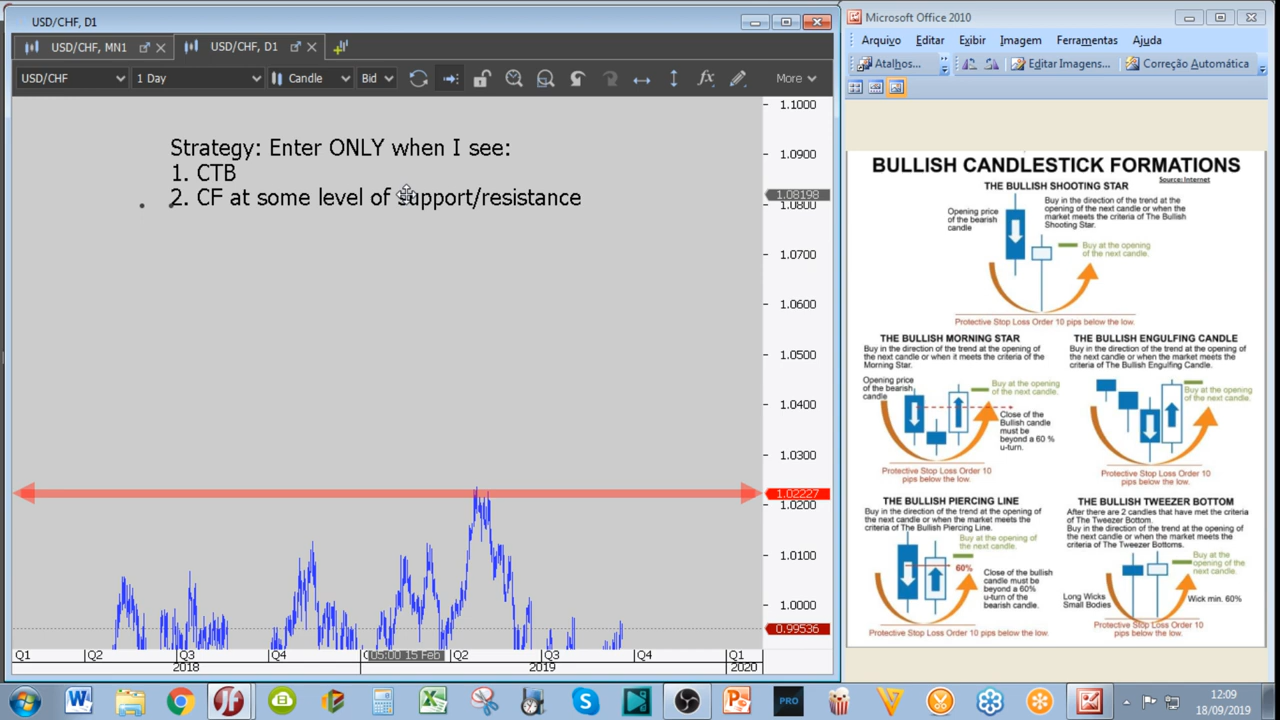 USD/CHF, D1
USD/CHF, MN1
USD/CHF, D1
USD/CHF
1 Day
Candle
Bid
More
Strategy: Enter ONLY when I see:
1. CTB
2. CF at some level of support/resistance
1.1000
1.0900
1.08198
1.0800
1.0700
1.0600
1.0500
1.0400
1.0300
1.02227
1.0200
1.0100
1.0000
0.99536
Q1
Q2
Q3
Q4
05:00 15 Feb
Q2
Q3
Q4
Q1
2018
2019
2020
Microsoft Office 2010
Arquivo
Editar
Exibir
Imagem
Ferramentas
Ajuda
Atalhos...
Editar Imagens...
Correção Automática
BULLISH CANDLESTICK FORMATIONS
Source: Internet
THE BULLISH SHOOTING STAR
Opening price
of the bearish
candle
Buy in the direction of the trend at the
opening of the next candle or when the
market meets the criteria of The Bullish
Shooting Star.
Buy at the opening
of the next candle.
Protective Stop Loss Order 10 pips below the low.
THE BULLISH MORNING STAR
Buy in the direction of the trend at the opening of
the next candle or when it meets the criteria of the
Morning Star.
Opening price
of the bearish
candle
Buy at the opening
of the next candle.
Close of the
Bullish candle
must be
beyond a 60 %
u-turn.
Protective Stop Loss Order 10
pips below the low.
THE BULLISH ENGULFING CANDLE
Buy in the direction of the trend at the opening of
the next candle or when the market meets the
criteria of The Bullish Engulfing Candle.
Buy at the opening
of the next candle.
Protective Stop Loss Order 10
pips below the low.
THE BULLISH PIERCING LINE
Buy in the direction of the trend at the opening of
the next candle or when the market meets the
criteria of The Bullish Piercing Line.
Buy at the opening of
the next candle.
60%
Close of the bullish
candle must be
beyond a 60%
u-turn of the
bearish candle.
Protective Stop Loss Order 10 pips below the low.
THE BULLISH TWEEZER BOTTOM
After there are 2 candles that have met the criteria
of The Tweezer Bottom.
Buy in the direction of the trend at the opening of
the next candle or when the market meets the
criteria of The Tweezer Bottoms.
Buy at the
opening of
the next
candle.
Long Wicks
Small Bodies
Wick min. 60%
Protective Stop Loss Order 10
pips below the low.
PRO
12:09
18/09/2019